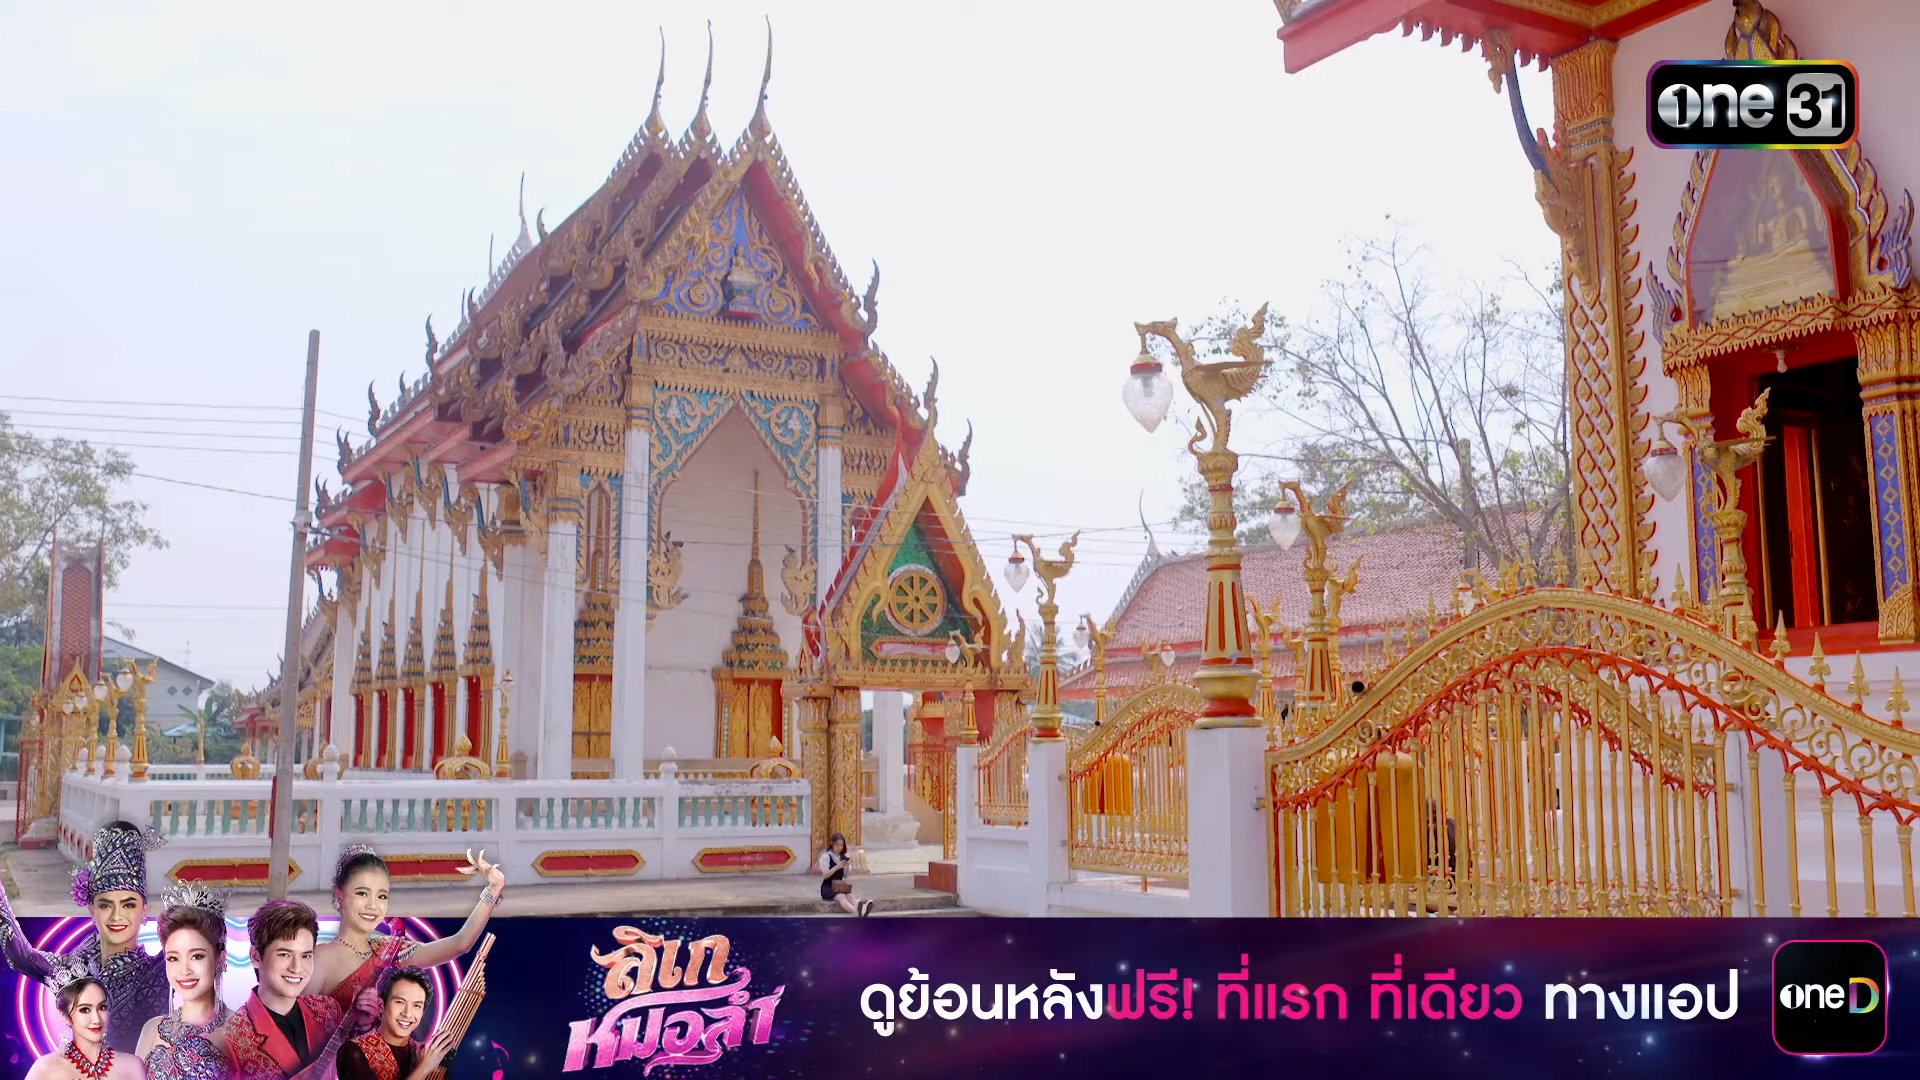 one 31
ลิเก
หมอลำ
ดูย้อนหลังฟรี! ที่แรก ที่เดียว ทางแอป
oneD